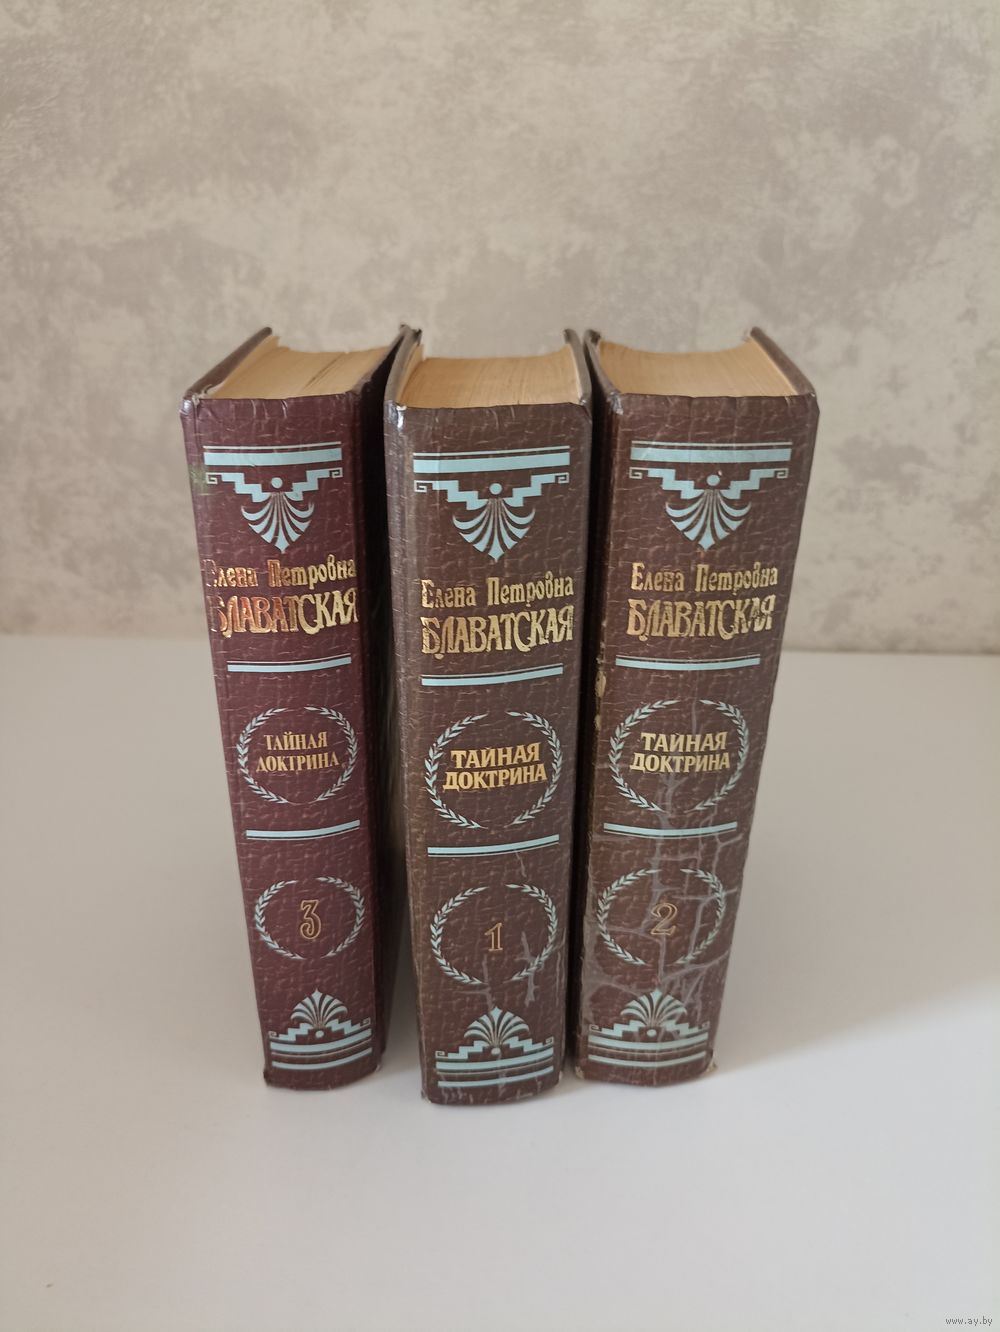 Елена Петровна
БЛАВАТСКАЯ
ТАЙНАЯ
ДОКТРИНА
3
Елена Петровна
БЛАВАТСКАЯ
ТАЙНАЯ
ДОКТРИНА
1
Елена Петровна
БЛАВАТСКАЯ
ТАЙНАЯ
ДОКТРИНА
2
www.ay.by